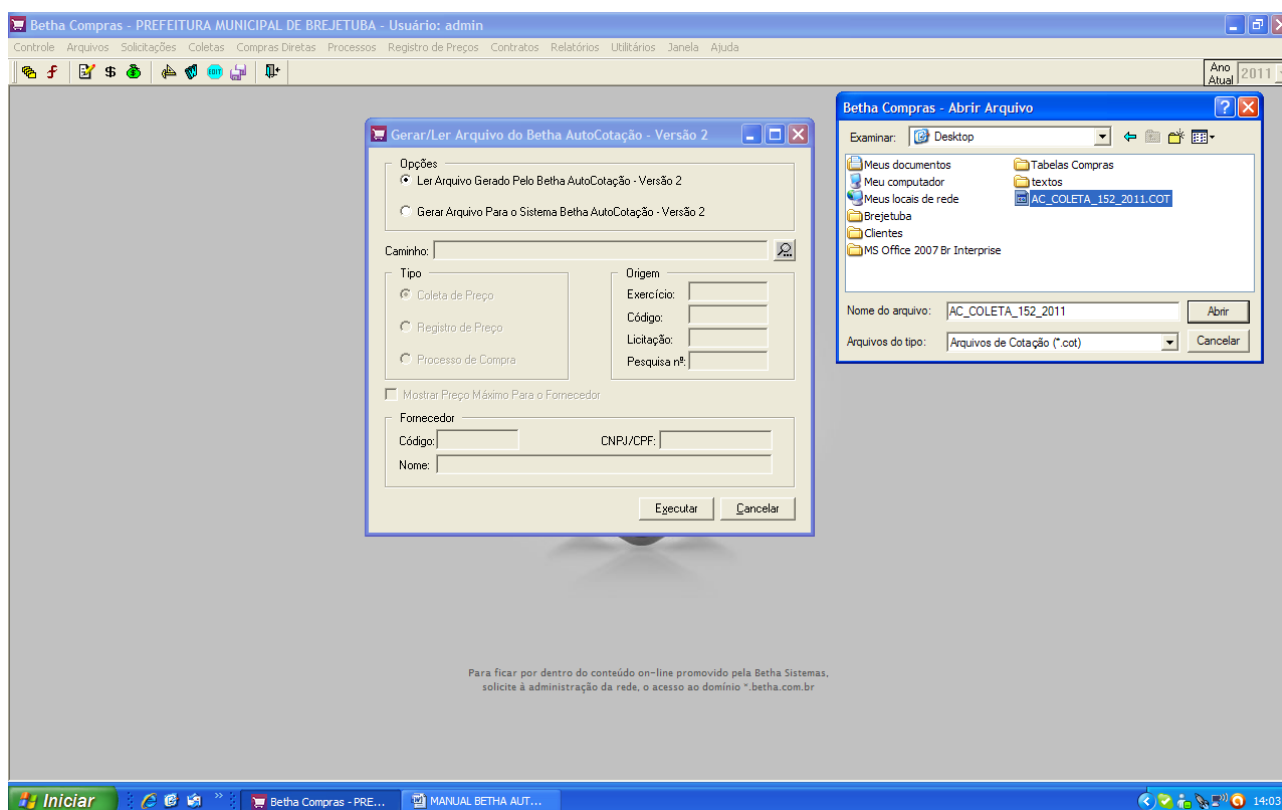 Betha Compras - PREFEITURA MUNICIPAL DE BREJETUBA - Usuário: admin
Controle Arquivos Solicitações Coletas Compras Diretas Processos Registro de Preços Contratos Relatórios Utilitários Janela Ajuda
Ano Atual 2011
Gerar/Ler Arquivo do Betha AutoCotação - Versão 2
Opções
Ler Arquivo Gerado Pelo Betha AutoCotação - Versão 2
Gerar Arquivo Para o Sistema Betha AutoCotação - Versão 2
Caminho:
Tipo
Coleta de Preço
Registro de Preço
Processo de Compra
Origem
Exercício:
Código:
Licitação:
Pesquisa nº:
Mostrar Preço Máximo Para o Fornecedor
Fornecedor
Código: CNPJ/CPF:
Nome:
Executar Cancelar
Betha Compras - Abrir Arquivo
Examinar: Desktop
Meus documentos
Meu computador
Meus locais de rede
Brejetuba
Clientes
MS Office 2007 Br Interprise
Tabelas Compras
textos
AC_COLETA_152_2011.COT
Nome do arquivo: AC_COLETA_152_2011 Abrir
Arquivos do tipo: Arquivos de Cotação (*.cot) Cancelar
Para ficar por dentro do conteúdo on-line promovido pela Betha Sistemas,
solicite à administração da rede, o acesso ao domínio *.betha.com.br
Iniciar Betha Compras - PRE... MANUAL BETHA AUT... 14:03